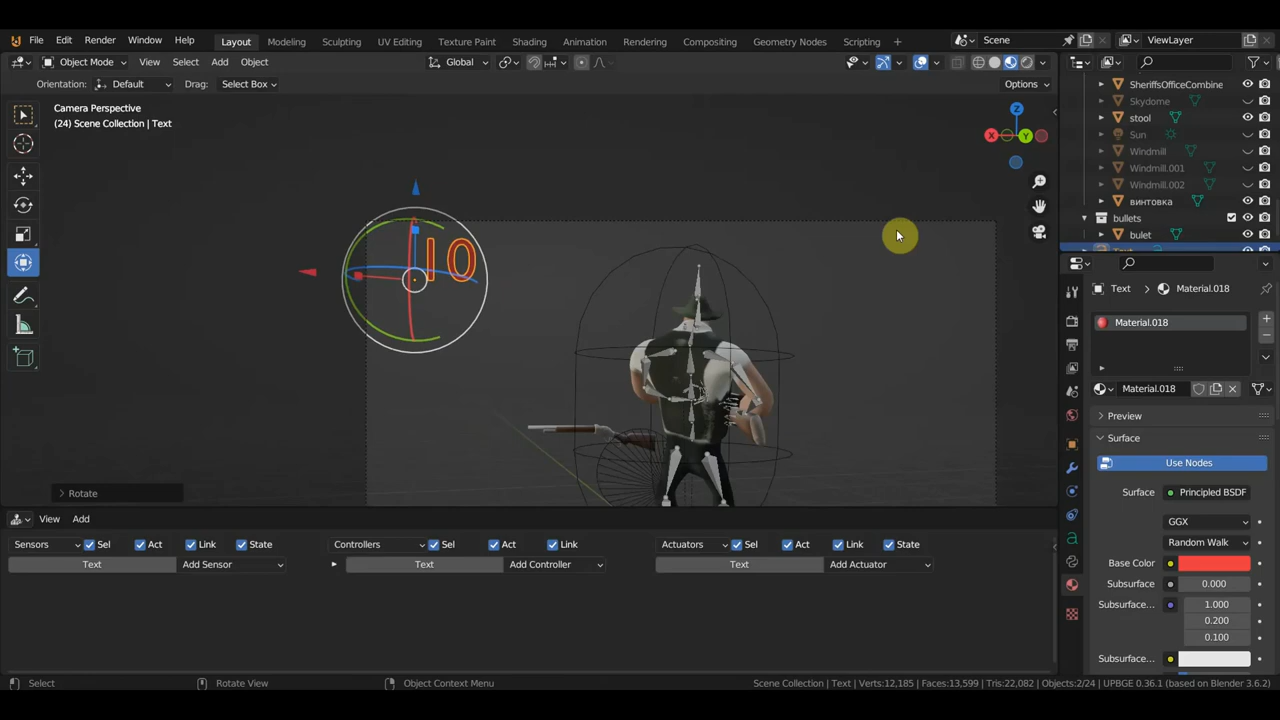 File Edit Render Window Help Layout Modeling Sculpting UV Editing Texture Paint Shading Animation Rendering Compositing Geometry Nodes Scripting + Scene ViewLayer
Object Mode View Select Add Object Global
Orientation: Default Drag: Select Box Options
Camera Perspective
(24) Scene Collection | Text
SheriffsOfficeCombine
Skydome
stool
Sun
Windmill
Windmill.001
Windmill.002
винтовка
bullets
bulet
Z
X
Y
10
Text Material.018
Material.018
Material.018
Preview
Surface
Use Nodes
Surface Principled BSDF
GGX
Random Walk
Base Color
Subsurface 0.000
Subsurface... 1.000
0.200
0.100
Subsurface...
Rotate
View Add
Sensors Sel Act Link State Controllers Sel Act Link Actuators Sel Act Link State
Text Add Sensor Text Add Controller Text Add Actuator
Select Rotate View Object Context Menu Scene Collection | Text | Verts:12,185 | Faces:13,599 | Tris:22,082 | Objects:2/24 | UPBGE 0.36.1 (based on Blender 3.6.2)